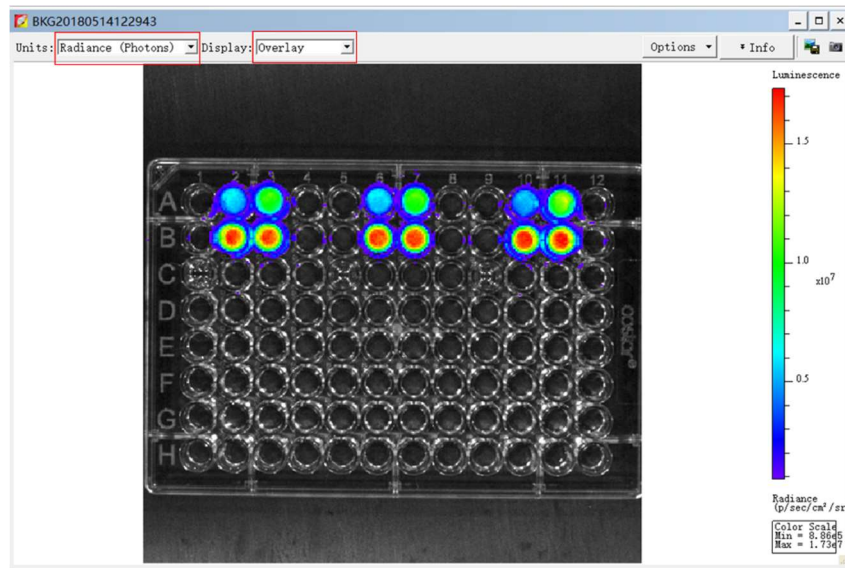 BKG20180514122943
Units: Radiance (Photons) Display: Overlay Options Info
Luminescence
1 2 3 4 5 6 7 8 9 10 11 12
A
B
C
D
E
F
G
H
costar
1.5
1.0
x10⁷
0.5
Radiance
(p/sec/cm²/sr
Color Scale
Min = 8.86e5
Max = 1.73e7